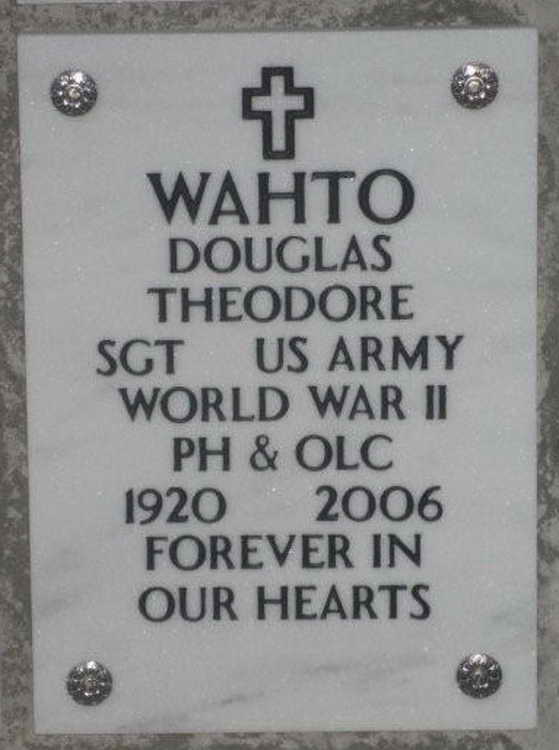 WAHTO
DOUGLAS
THEODORE
SGT US ARMY
WORLD WAR II
PH & OLC
1920 2006
FOREVER IN
OUR HEARTS